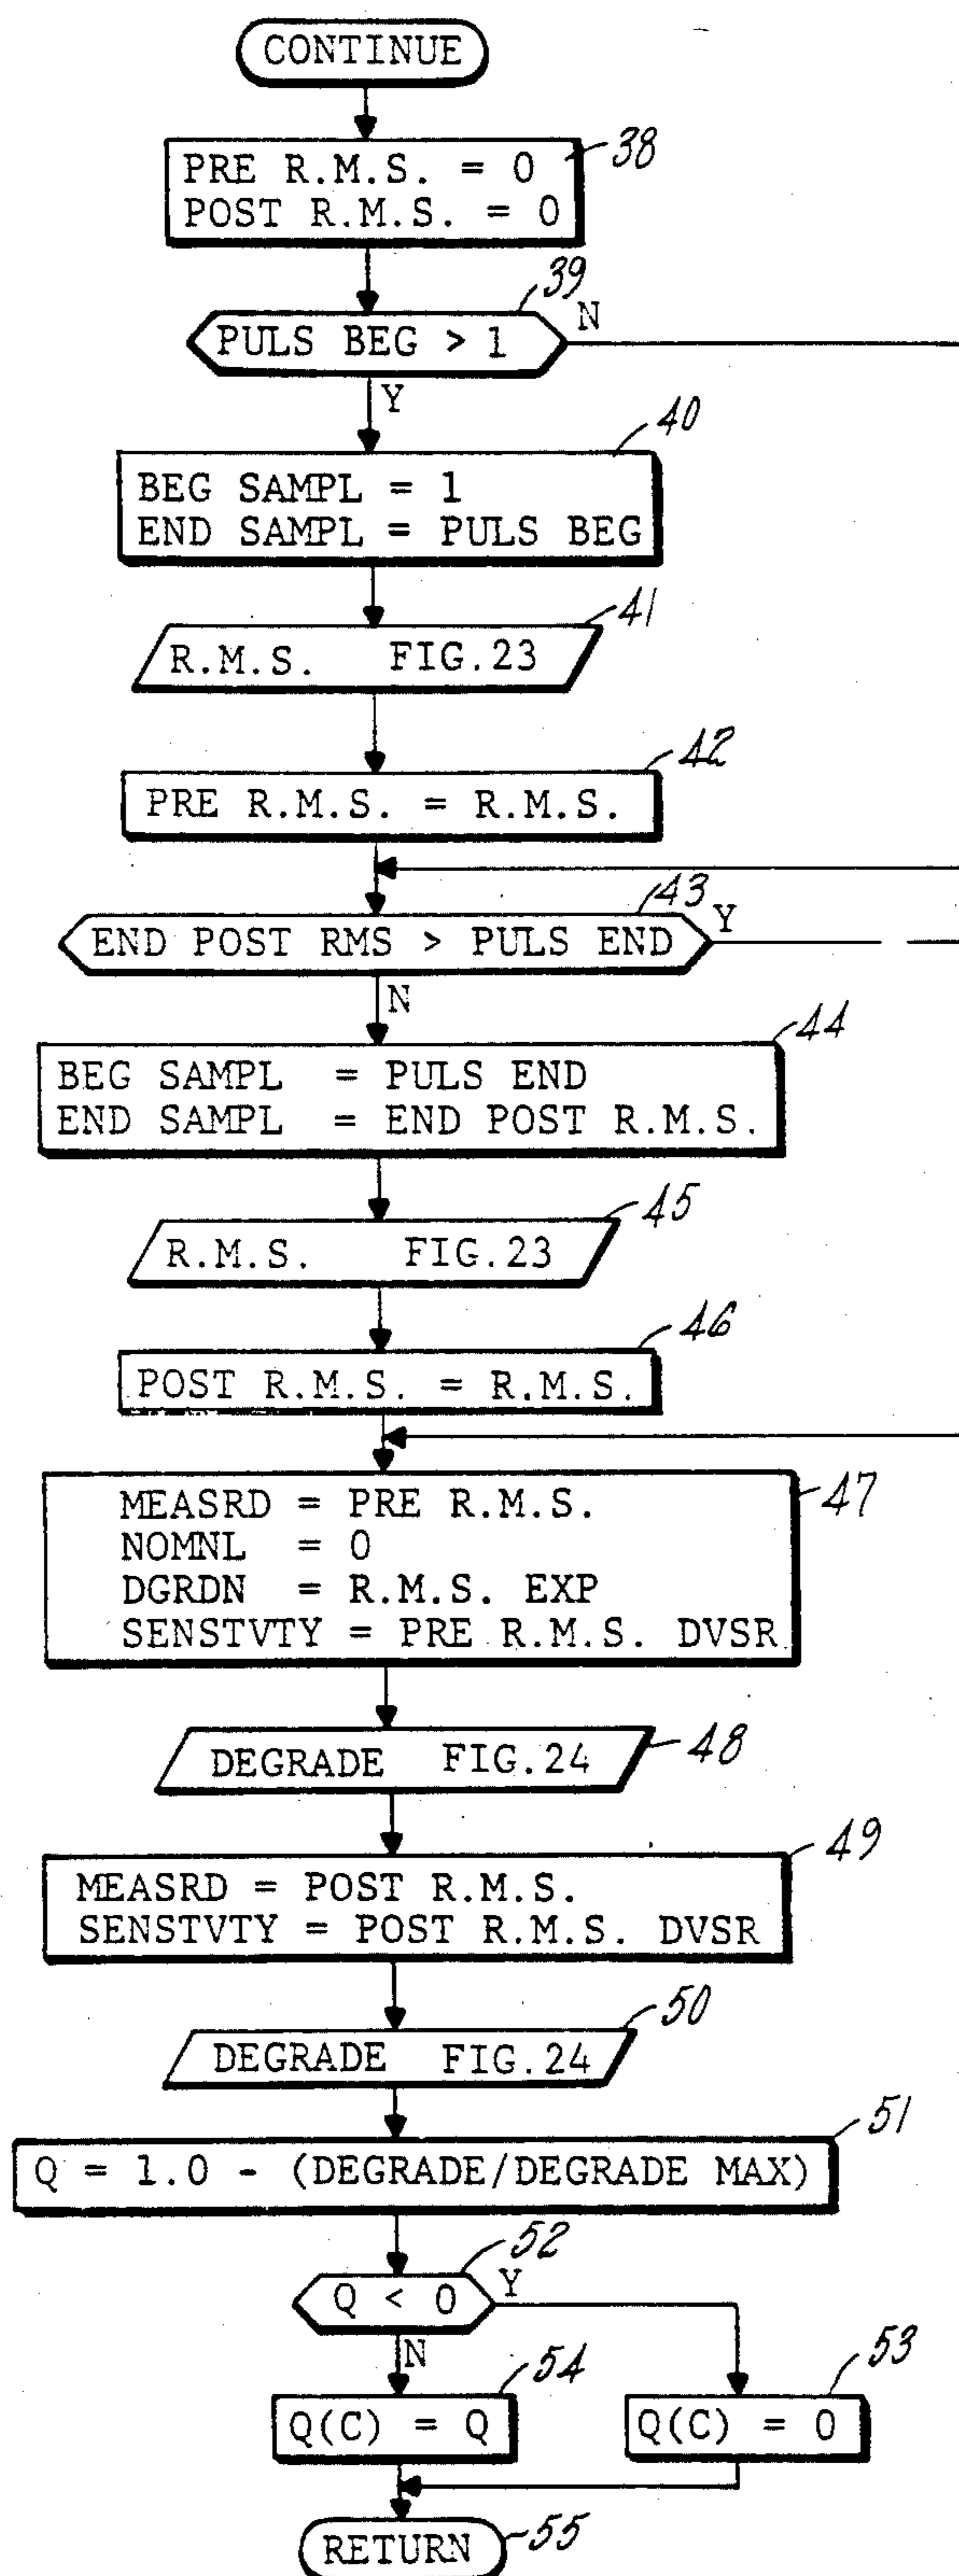 CONTINUE
38
PRE R.M.S. = 0
POST R.M.S. = 0
39
PULS BEG > 1
N
Y
40
BEG SAMPL = 1
END SAMPL = PULS BEG
41
R.M.S. FIG.23
42
PRE R.M.S. = R.M.S.
43
END POST RMS > PULS END
Y
N
44
BEG SAMPL = PULS END
END SAMPL = END POST R.M.S.
45
R.M.S. FIG.23
46
POST R.M.S. = R.M.S.
47
MEASRD = PRE R.M.S.
NOMNL = 0
DGRDN = R.M.S. EXP
SENSTVTY = PRE R.M.S. DVSR
48
DEGRADE FIG.24
49
MEASRD = POST R.M.S.
SENSTVTY = POST R.M.S. DVSR
50
DEGRADE FIG.24
51
Q = 1.0 - (DEGRADE/DEGRADE MAX)
52
Q < 0
Y
N
54
53
Q(C) = Q
Q(C) = 0
RETURN
55